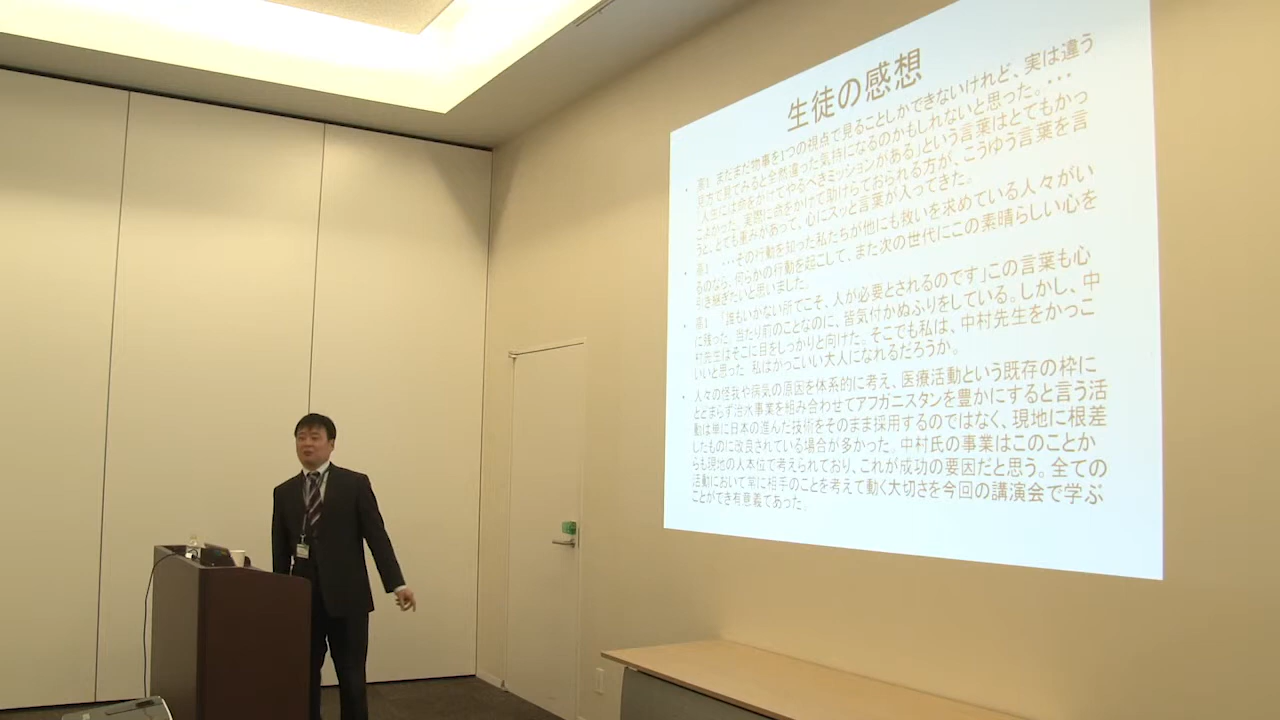 生徒の感想
• 高1 まだまだ物事を1つの視点で見ることしかできないけれど、実は違う
見方で見てみると全然違った気持になるのかもしれないと思った。・・・
「人生には命をかけてやるべきミッションがある」という言葉はとてもかっ
こよかった。実際に命をかけて助けらておられる方が、こうゆう言葉を言
うと、とても重みがあって、心にスッと言葉が入ってきた。
• 高1 ・・・その行動を知った私たちが他にも救いを求めている人々がい
るのなら、何らかの行動を起こして、また次の世代にこの素晴らしい心を
引き継ぎたいと思いました。
• 高1 「誰もいかない所でこそ、人が必要とされるのです」この言葉も心
に残った。当たり前のことなのに、皆気付かぬふりをしている。しかし、中
村先生はそこに目をしっかりと向けた。そこでも私は、中村先生をかっこ
いいと思った。私はかっこいい大人になれるだろうか。
• 人々の怪我や病気の原因を体系的に考え、医療活動という既存の枠に
とどまらず治水事業を組み合わせてアフガニスタンを豊かにすると言う活
動は単に日本の進んだ技術をそのまま採用するのではなく、現地に根差
したものに改良されている場合が多かった。中村氏の事業はこのことか
らも現地の人本位で考えられており、これが成功の要因だと思う。全ての
活動において常に相手のことを考えて動く大切さを今回の講演会で学ぶ
ことができ有意義であった。